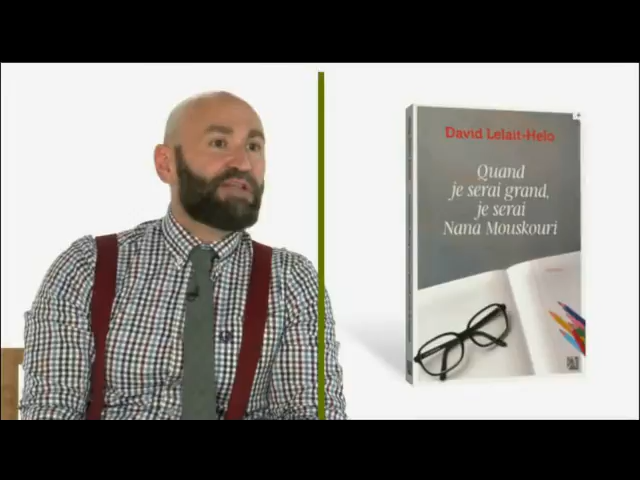 David Lelait-Helo
Quand
je serai grand,
je serai
Nana Mouskouri